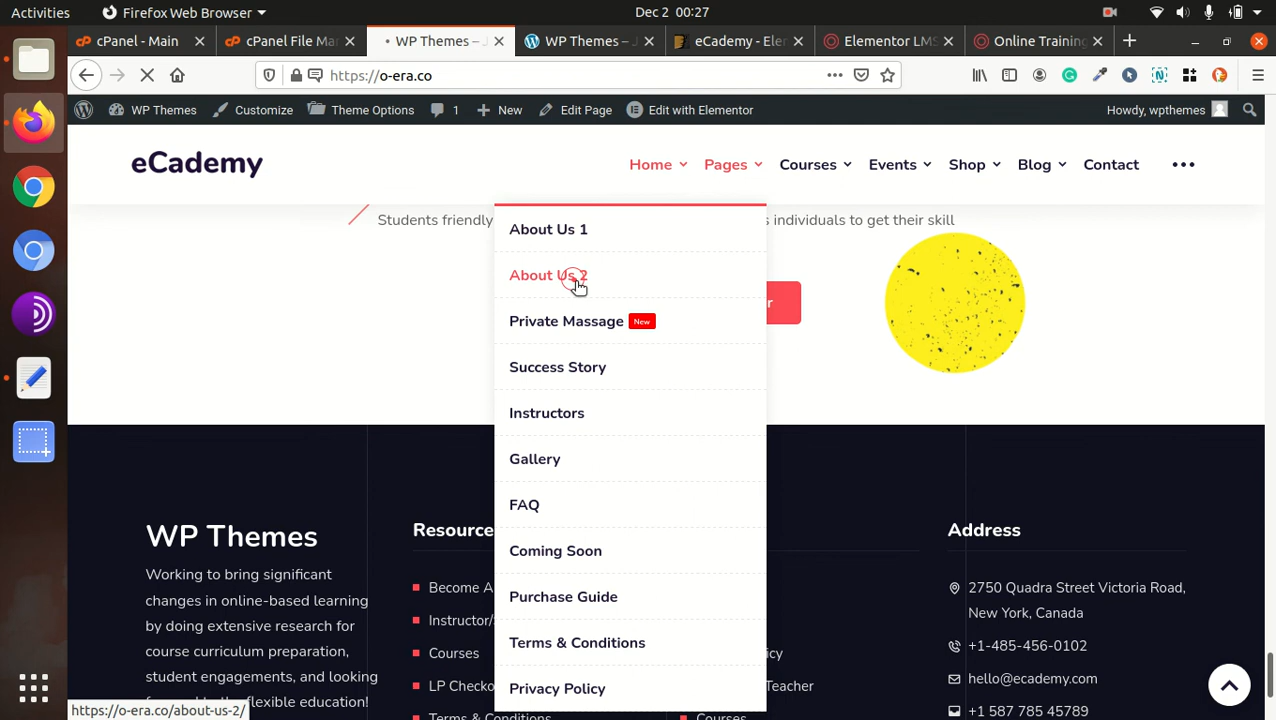 Activities
Firefox Web Browser
Dec 2 00:27
cPanel - Main
cPanel File Ma
WP Themes –
WP Themes – J
eCademy - Ele
Elementor LMS
Online Training
https://o-era.co
WP Themes
Customize
Theme Options
1
New
Edit Page
Edit with Elementor
Howdy, wpthemes
eCademy
Home
Pages
Courses
Events
Shop
Blog
Contact
Students friendly
individuals to get their skill
About Us 1
About Us 2
Private Massage New
Success Story
Instructors
Gallery
FAQ
Coming Soon
Purchase Guide
Terms & Conditions
Privacy Policy
WP Themes
Working to bring significant
changes in online-based learning
by doing extensive research for
course curriculum preparation,
student engagements, and looking
flexible education!
Resource
Become A
Instructor/
Courses
LP Checko
Terms & Conditions
Teacher
Courses
Address
2750 Quadra Street Victoria Road,
New York, Canada
+1-485-456-0102
hello@ecademy.com
+1 587 785 45789
https://o-era.co/about-us-2/